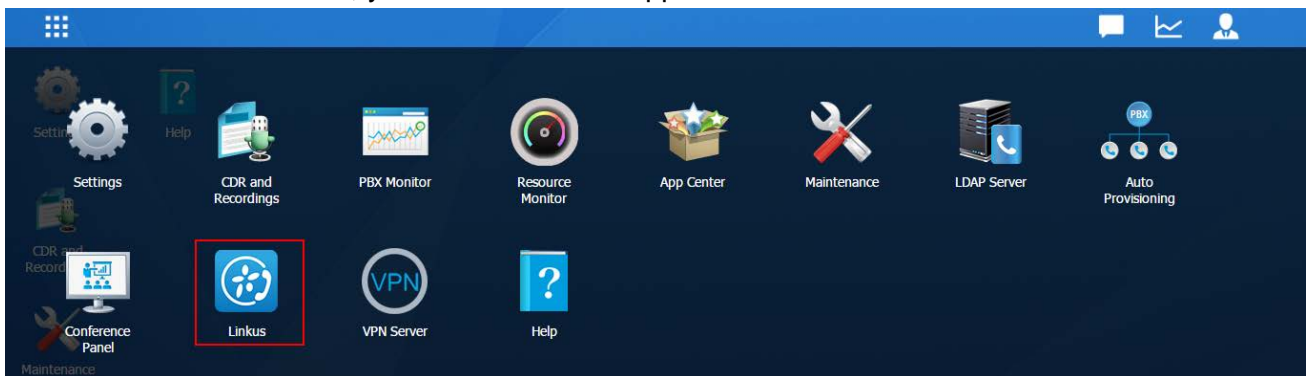 Settings
CDR and
Recordings
PBX Monitor
Resource
Monitor
App Center
Maintenance
LDAP Server
PBX
Auto
Provisioning
Help
Conference
Panel
Linkus
VPN
VPN Server
?
Help
Maintenance